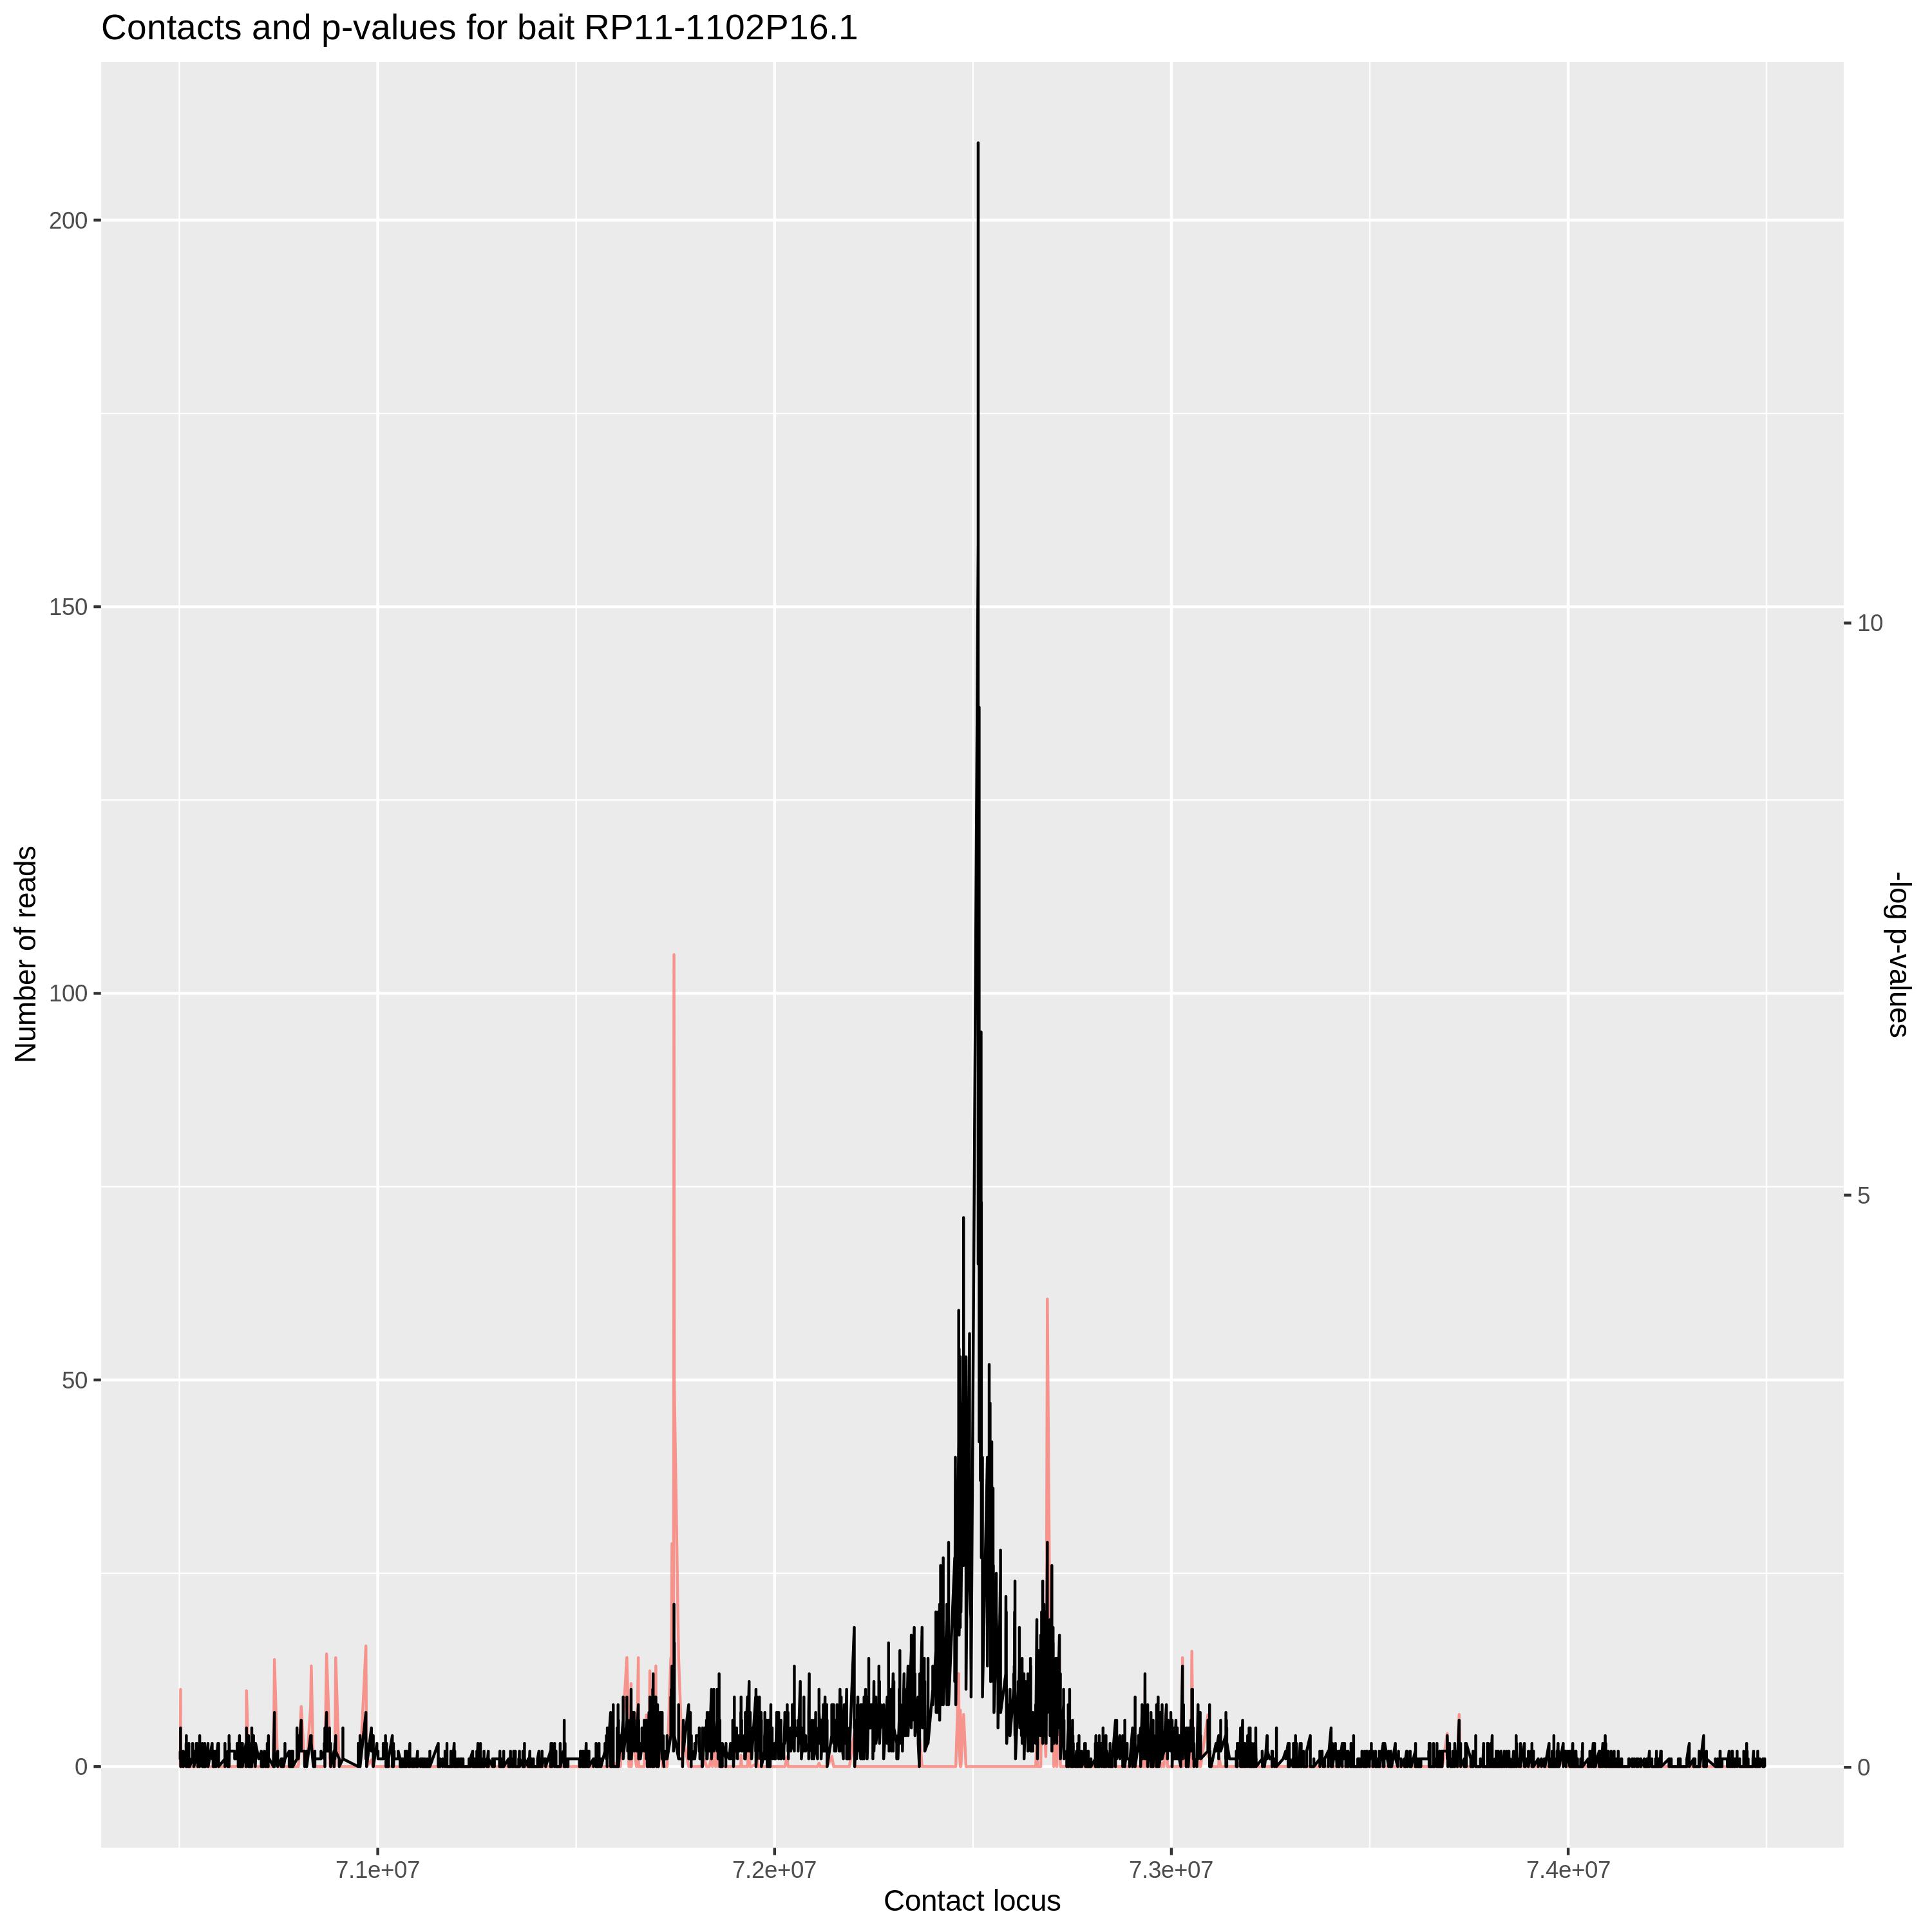 Contacts and p-values for bait RP11-1102P16.1
200
150
100
50
0
Number of reads
10
5
0
-log p-values
7.1e+07
7.2e+07
7.3e+07
7.4e+07
Contact locus